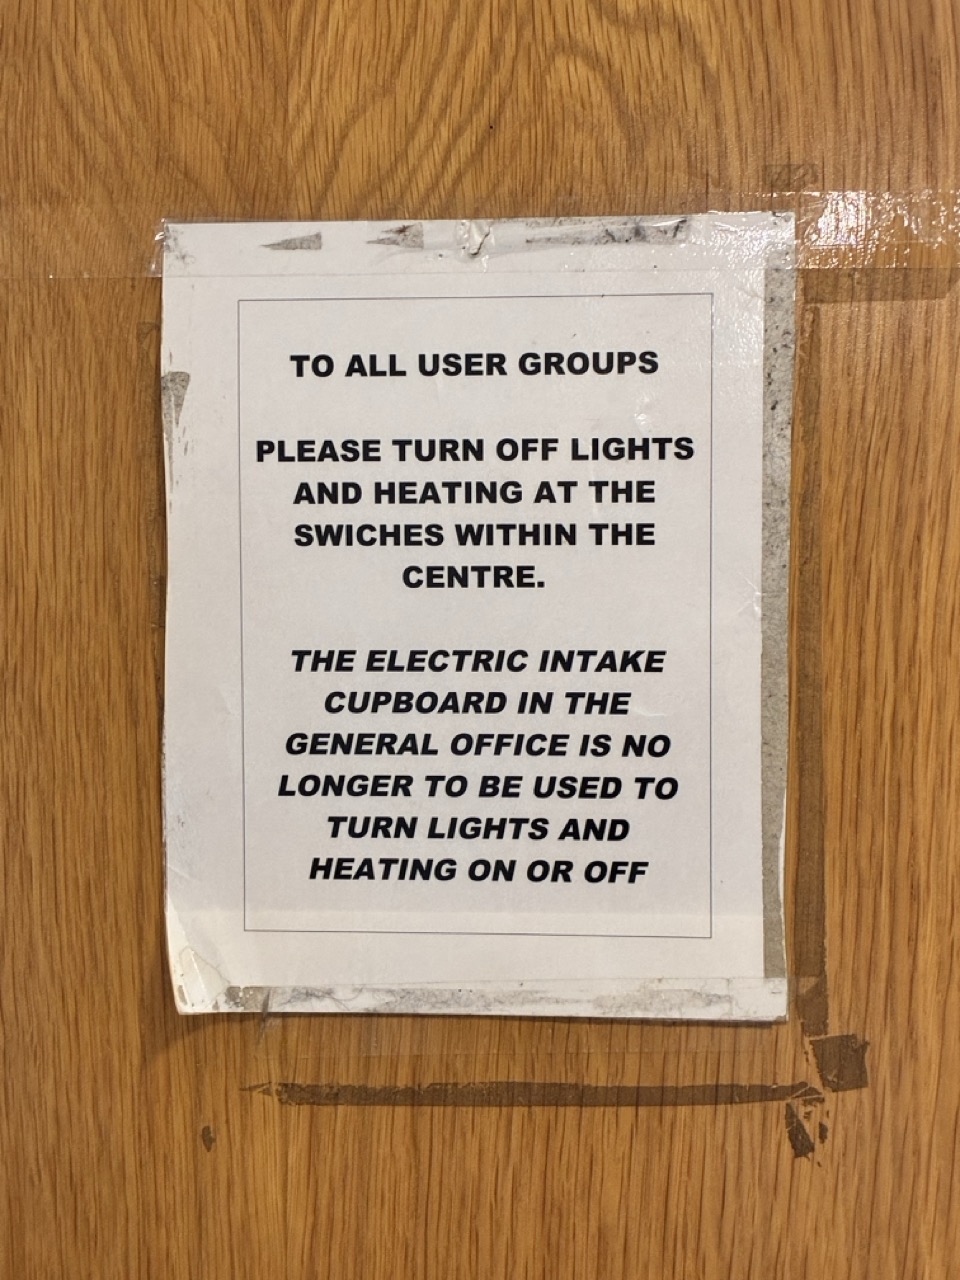 TO ALL USER GROUPS
PLEASE TURN OFF LIGHTS
AND HEATING AT THE
SWICHES WITHIN THE
CENTRE.
THE ELECTRIC INTAKE
CUPBOARD IN THE
GENERAL OFFICE IS NO
LONGER TO BE USED TO
TURN LIGHTS AND
HEATING ON OR OFF